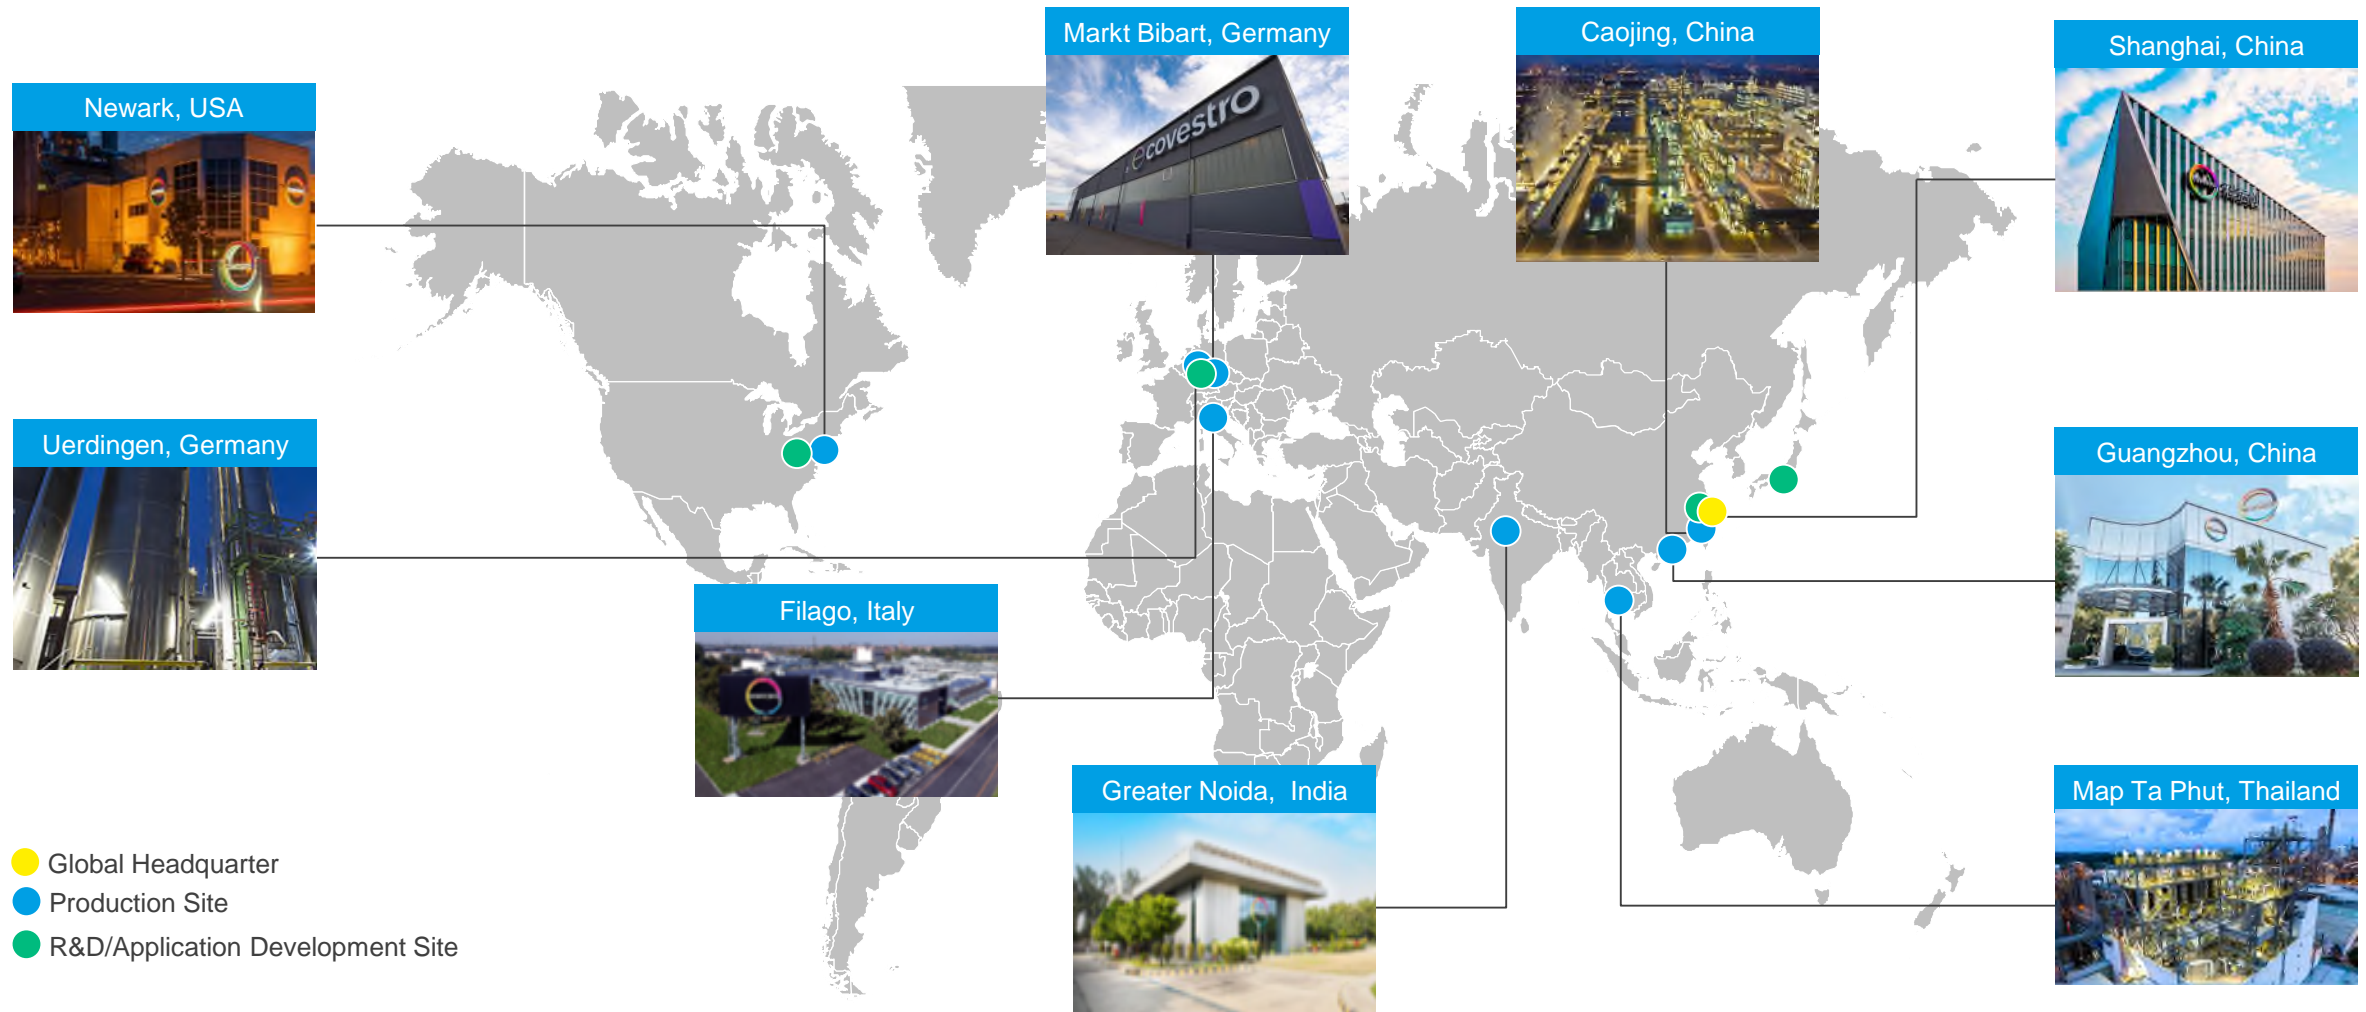 Markt Bibart, Germany
Caojing, China
Shanghai, China
Newark, USA
covestro
Uerdingen, Germany
Guangzhou, China
Filago, Italy
Greater Noida, India
Map Ta Phut, Thailand
Global Headquarter
Production Site
R&D/Application Development Site